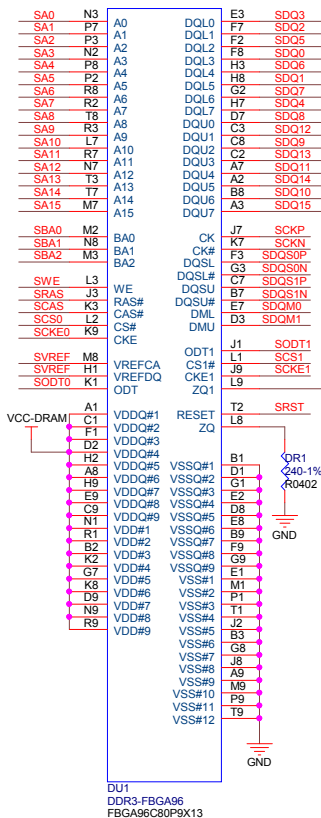 SA0 N3 A0 DQL0 E3 SDQ3
SA1 P7 A1 DQL1 F7 SDQ2
SA2 P3 A2 DQL2 F2 SDQ5
SA3 N2 A3 DQL3 F8 SDQ0
SA4 P8 A4 DQL4 H3 SDQ6
SA5 P2 A5 DQL5 H8 SDQ1
SA6 R8 A6 DQL6 G2 SDQ7
SA7 R2 A7 DQL7 H7 SDQ4
SA8 T8 A8 DQU0 D7 SDQ8
SA9 R3 A9 DQU1 C3 SDQ12
SA10 L7 A10 DQU2 C8 SDQ9
SA11 R7 A11 DQU3 C2 SDQ13
SA12 N7 A12 DQU4 A7 SDQ11
SA13 T3 A13 DQU5 A2 SDQ14
SA14 T7 A14 DQU6 B8 SDQ10
SA15 M7 A15 DQU7 A3 SDQ15
SBA0 M2 BA0 CK J7 SCKP
SBA1 N8 BA1 CK# K7 SCKN
SBA2 M3 BA2 DQSL F3 SDQS0P
DQSL# G3 SDQS0N
SWE L3 WE DQSU C7 SDQS1P
SRAS J3 RAS# DQSU# B7 SDQS1N
SCAS K3 CAS# DML E7 SDQM0
SCS0 L2 CS# DMU D3 SDQM1
SCKE0 K9 CKE
ODT1 J1 SODT1
SVREF M8 VREFCA CS1# L1 SCS1
SVREF H1 VREFDQ CKE1 J9 SCKE1
SODT0 K1 ODT ZQ1 L9
A1 VDDQ#1 RESET T2 SRST
VCC-DRAM C1 VDDQ#2 ZQ L8
F1 VDDQ#3
D2 VDDQ#4
H2 VDDQ#5 VSSQ#1 B1 DR1
A8 VDDQ#6 VSSQ#2 D1 240-1%
H9 VDDQ#7 VSSQ#3 G1 R0402
E9 VDDQ#8 VSSQ#4 E2
C9 VDDQ#9 VSSQ#5 D8
N1 VDD#1 VSSQ#6 E8 GND
R1 VDD#2 VSSQ#7 B9
B2 VDD#3 VSSQ#8 F9
K2 VDD#4 VSSQ#9 G9
G7 VDD#5 VSS#1 E1
K8 VDD#6 VSS#2 M1
D9 VDD#7 VSS#3 P1
N9 VDD#8 VSS#4 T1
R9 VDD#9 VSS#5 J2
VSS#6 B3
VSS#7 G8
VSS#8 J8
VSS#9 A9
VSS#10 M9
VSS#11 P9
VSS#12 T9
GND
DU1
DDR3-FBGA96
FBGA96C80P9X13